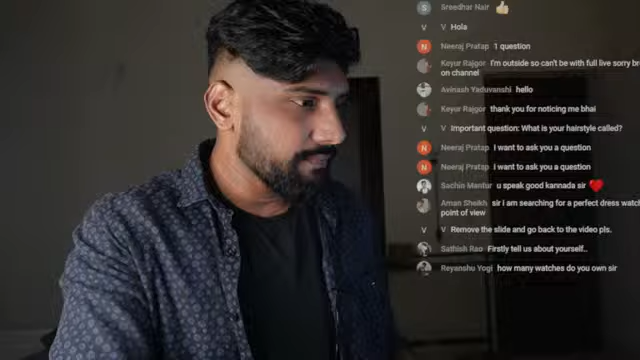 S Sreedhar Nair 👍
V V Hola
N Neeraj Pratap 1 question
Keyur Rajgor I'm outside so can't be with full live sorry br
on channel
Avinash Yaduvanshi hello
Keyur Rajgor thank you for noticing me bhai
V V Important question: What is your hairstyle called?
N Neeraj Pratap I want to ask you a question
N Neeraj Pratap I want to ask you a question
Sachin Mantur u speak good kannada sir ❤️
Aman Sheikh sir i am searching for a perfect dress watch
point of view
V V Remove the slide and go back to the video pls.
Sathish Rao Firstly tell us about yourself..
Reyanshu Yogi how many watches do you own sir